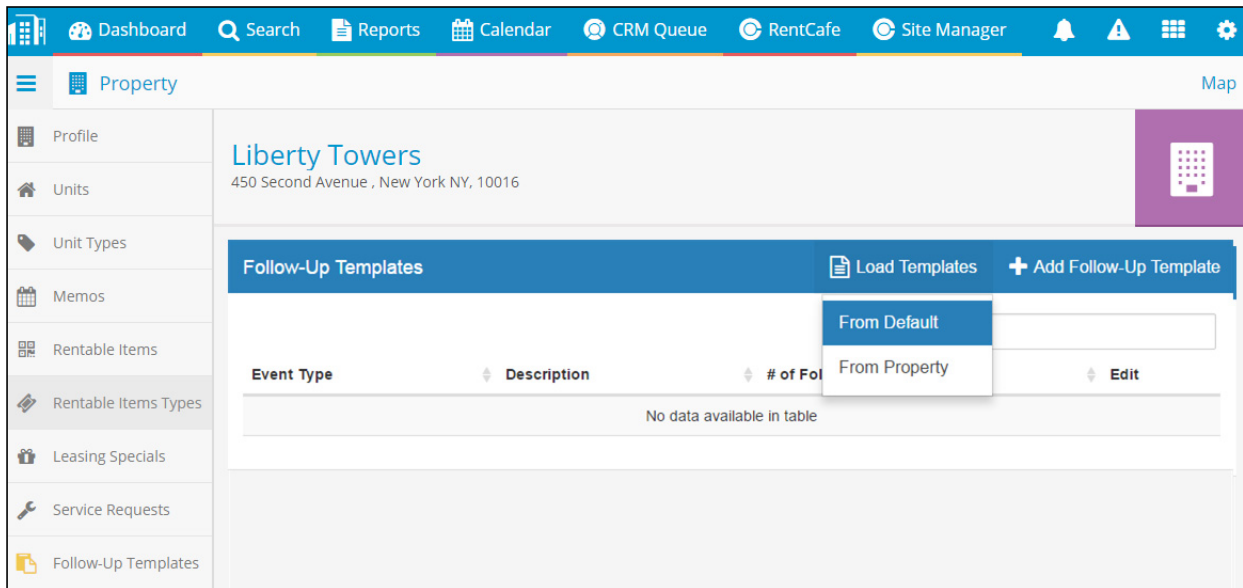 Dashboard Search Reports Calendar CRM Queue RentCafe Site Manager
Property Map
Profile
Units
Unit Types
Memos
Rentable Items
Rentable Items Types
Leasing Specials
Service Requests
Follow-Up Templates
Liberty Towers
450 Second Avenue , New York NY, 10016
Follow-Up Templates Load Templates Add Follow-Up Template
From Default
From Property
Event Type Description # of Fol Edit
No data available in table